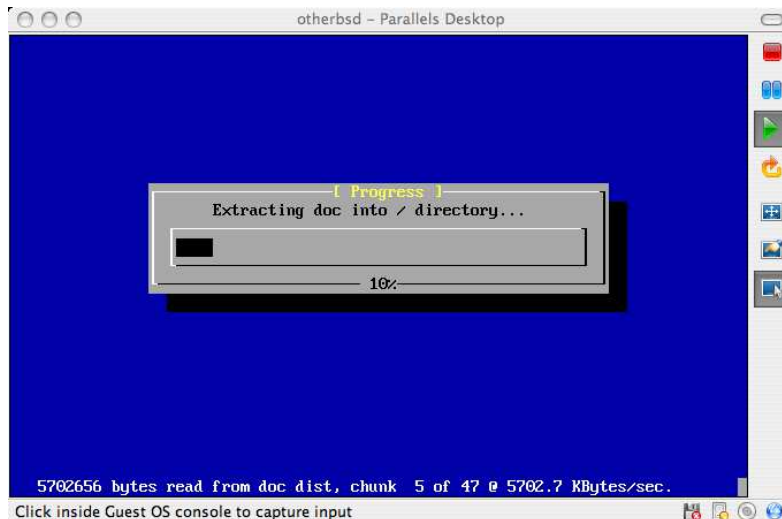 otherbsd – Parallels Desktop
[ Progress ]
Extracting doc into / directory...
10%
5702656 bytes read from doc dist, chunk  5 of 47 @ 5702.7 KBytes/sec.
Click inside Guest OS console to capture input